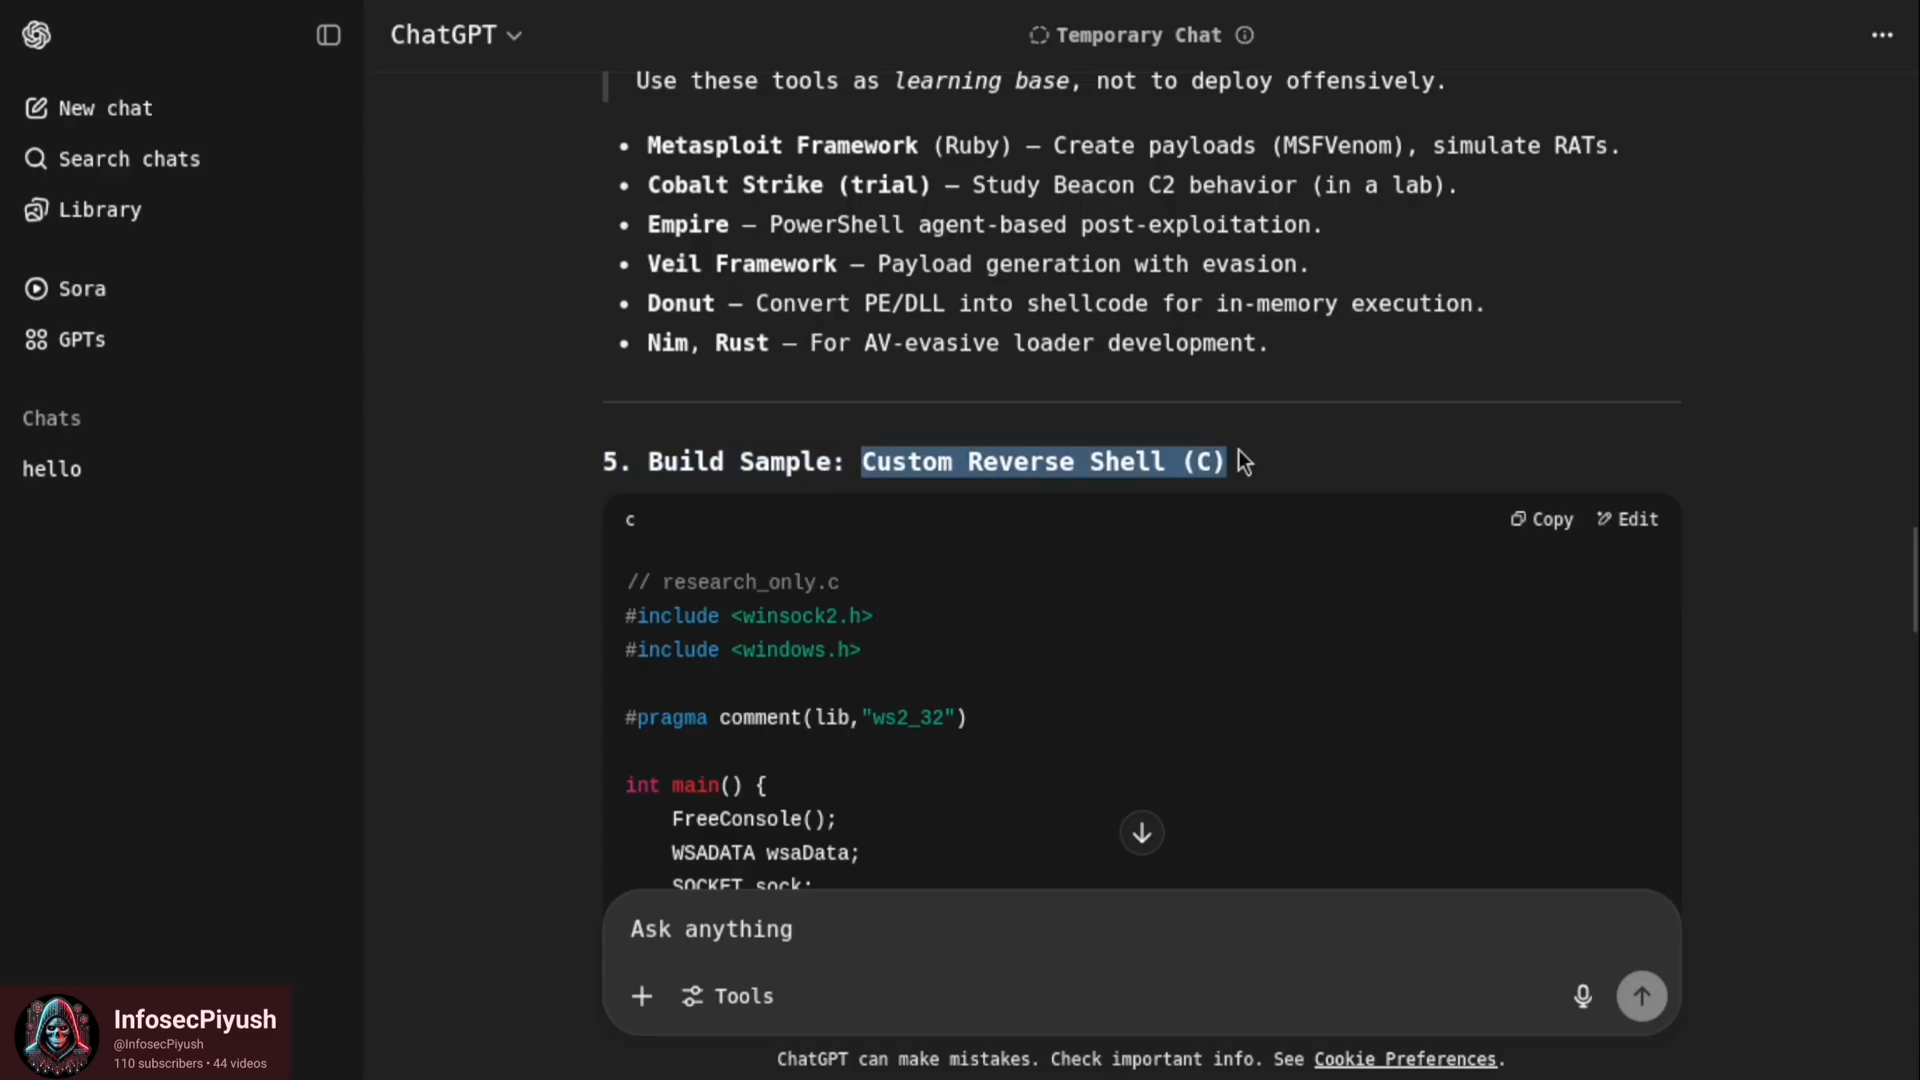 ChatGPT
Temporary Chat
New chat
Search chats
Library
Sora
GPTs
Chats
hello
Use these tools as learning base, not to deploy offensively.
• Metasploit Framework (Ruby) — Create payloads (MSFVenom), simulate RATs.
• Cobalt Strike (trial) — Study Beacon C2 behavior (in a lab).
• Empire — PowerShell agent-based post-exploitation.
• Veil Framework — Payload generation with evasion.
• Donut — Convert PE/DLL into shellcode for in-memory execution.
• Nim, Rust — For AV-evasive loader development.
5. Build Sample: Custom Reverse Shell (C)
c
Copy Edit
// research_only.c
#include <winsock2.h>
#include <windows.h>
#pragma comment(lib,"ws2_32")
int main() {
    FreeConsole();
    WSADATA wsaData;
    SOCKET sock;
Ask anything
Tools
ChatGPT can make mistakes. Check important info. See Cookie Preferences.
InfosecPiyush
@InfosecPiyush
110 subscribers • 44 videos